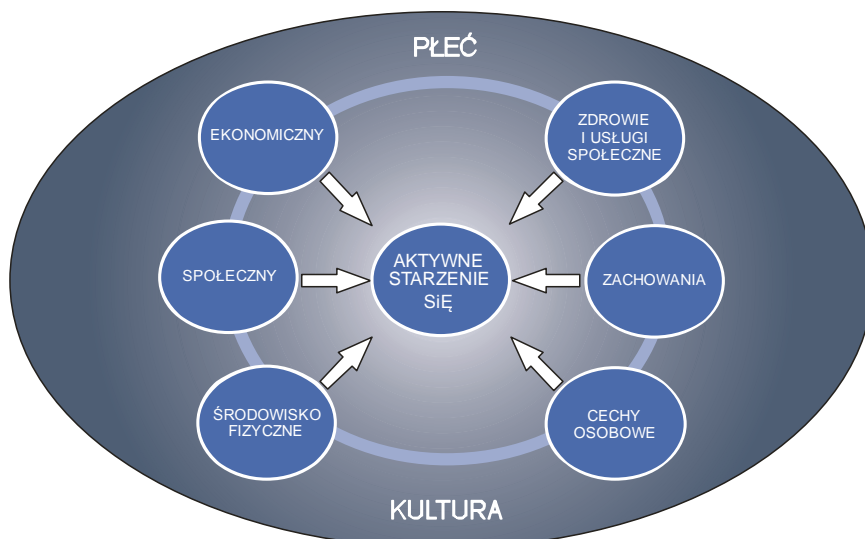 PŁEĆ
EKONOMICZNY
ZDROWIE
I USŁUGI
SPOŁECZNE
SPOŁECZNY
AKTYWNE
STARZENIE
SiĘ
ZACHOWANIA
ŚRODOWISKO
FIZYCZNE
CECHY
OSOBOWE
KULTURA